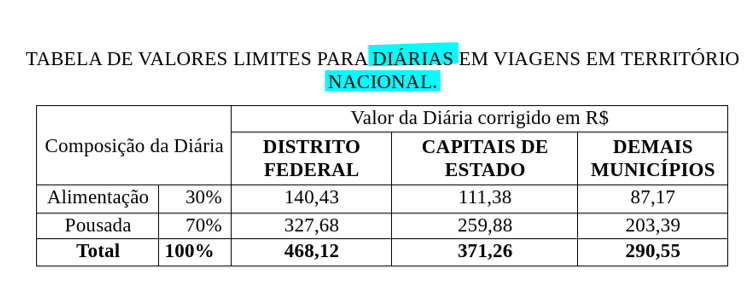 TABELA DE VALORES LIMITES PARA DIÁRIAS EM VIAGENS EM TERRITÓRIO
NACIONAL.
Composição da Diária
Valor da Diária corrigido em R$
DISTRITO FEDERAL
CAPITAIS DE ESTADO
DEMAIS MUNICÍPIOS
Alimentação 30% 140,43 111,38 87,17
Pousada 70% 327,68 259,88 203,39
Total 100% 468,12 371,26 290,55